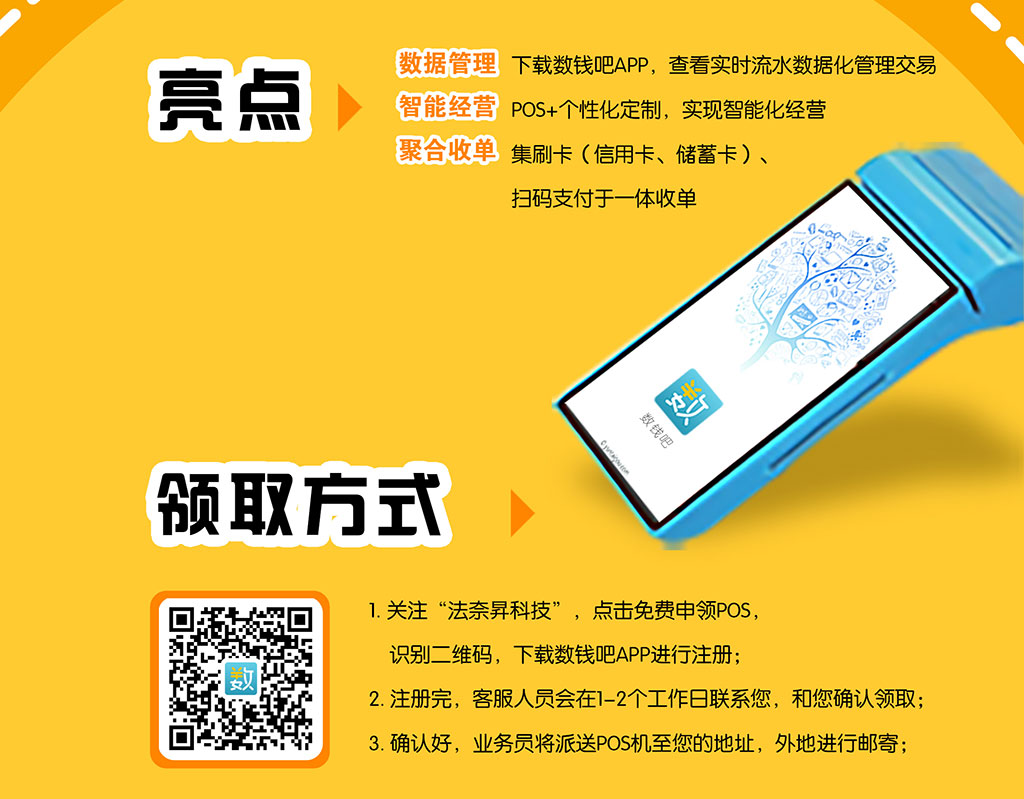 亮点
数据管理 下载数钱吧APP，查看实时流水数据化管理交易
智能经营 POS+个性化定制，实现智能化经营
聚合收单 集刷卡（信用卡、储蓄卡）、
扫码支付于一体收单
数
数钱吧
领取方式
数
1. 关注“法奈昇科技”，点击免费申领POS，
识别二维码，下载数钱吧APP进行注册；
2. 注册完，客服人员会在1-2个工作日联系您，和您确认领取；
3. 确认好，业务员将派送POS机至您的地址，外地进行邮寄；